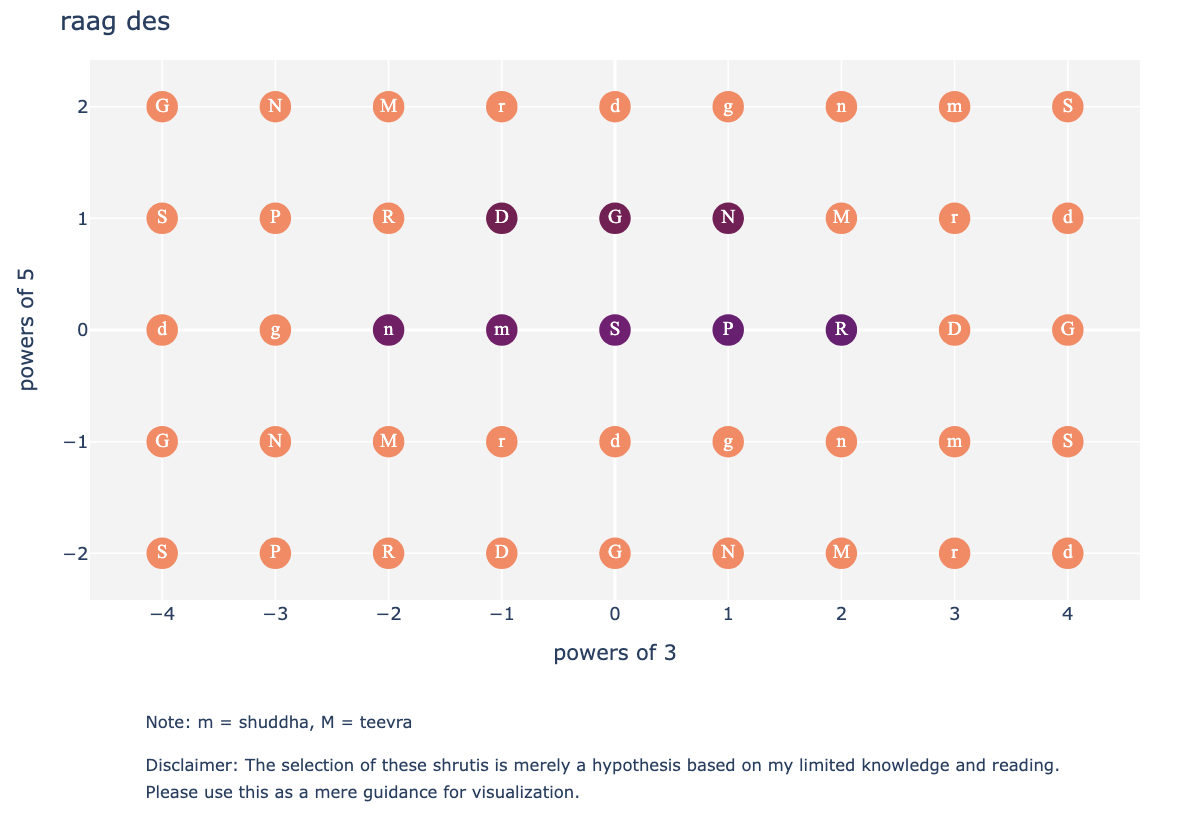 raag des
2 G N M r d g n m S
1 S P R D G N M r d
0 d g n m S P R D G
−1 G N M r d g n m S
−2 S P R D G N M r d
−4 −3 −2 −1 0 1 2 3 4
powers of 5
powers of 3
Note: m = shuddha, M = teevra
Disclaimer: The selection of these shrutis is merely a hypothesis based on my limited knowledge and reading.
Please use this as a mere guidance for visualization.